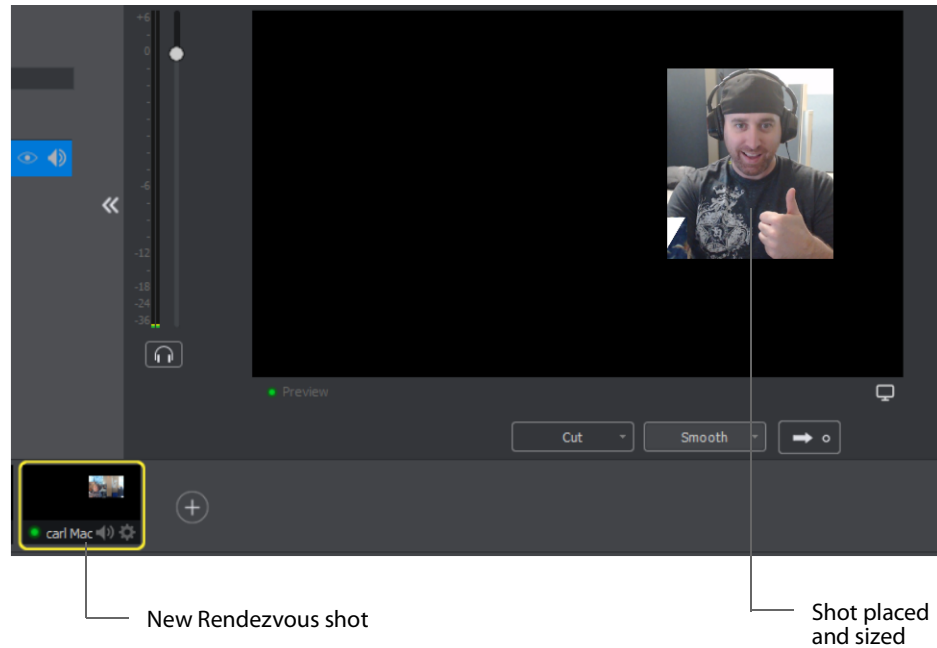 +6
0
-6
-12
-18
-24
-36
Preview
Cut
Smooth
carl Mac
New Rendezvous shot
Shot placed
and sized